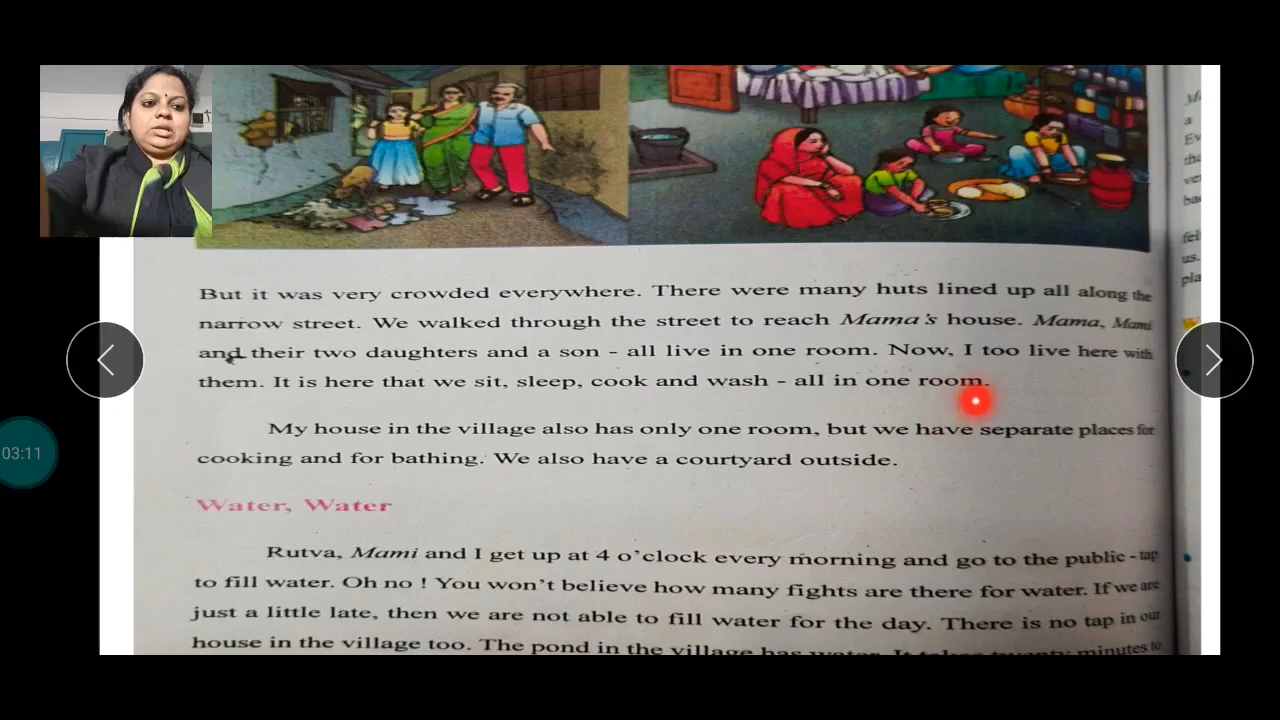 But it was very crowded everywhere. There were many huts lined up all along the
narrow street. We walked through the street to reach Mama's house. Mama, Mami
and their two daughters and a son - all live in one room. Now, I too live here with
them. It is here that we sit, sleep, cook and wash - all in one room.
My house in the village also has only one room, but we have separate places for
cooking and for bathing. We also have a courtyard outside.
Water, Water
Rutva, Mami and I get up at 4 o'clock every morning and go to the public - tap
to fill water. Oh no ! You won't believe how many fights are there for water. If we are
just a little late, then we are not able to fill water for the day. There is no tap in our
house in the village too. The pond in the village has water. It takes twenty minutes to
03:11